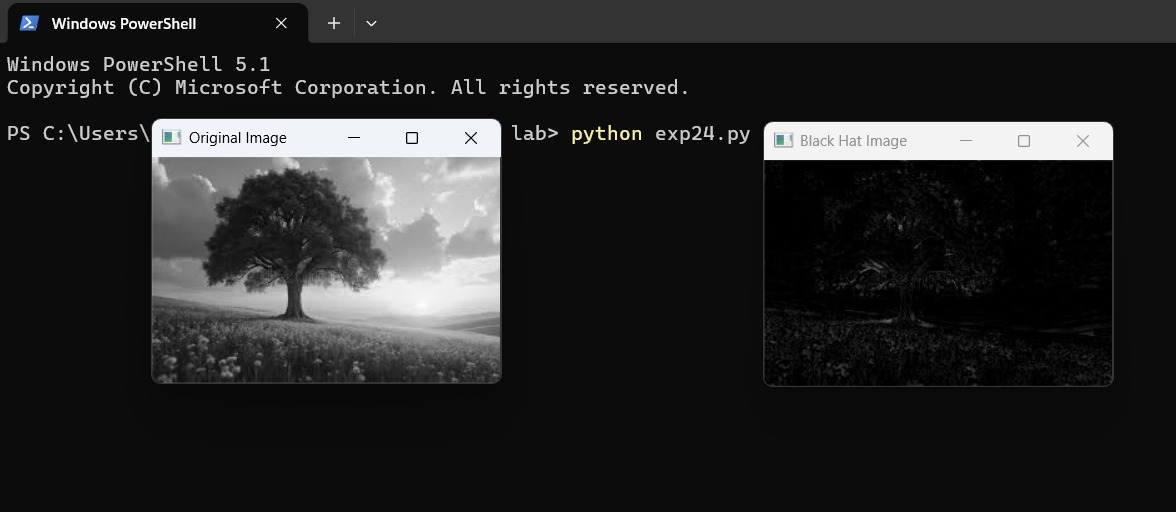 Windows PowerShell
Windows PowerShell 5.1
Copyright (C) Microsoft Corporation. All rights reserved.
PS C:\Users\ lab> python exp24.py
Original Image
Black Hat Image